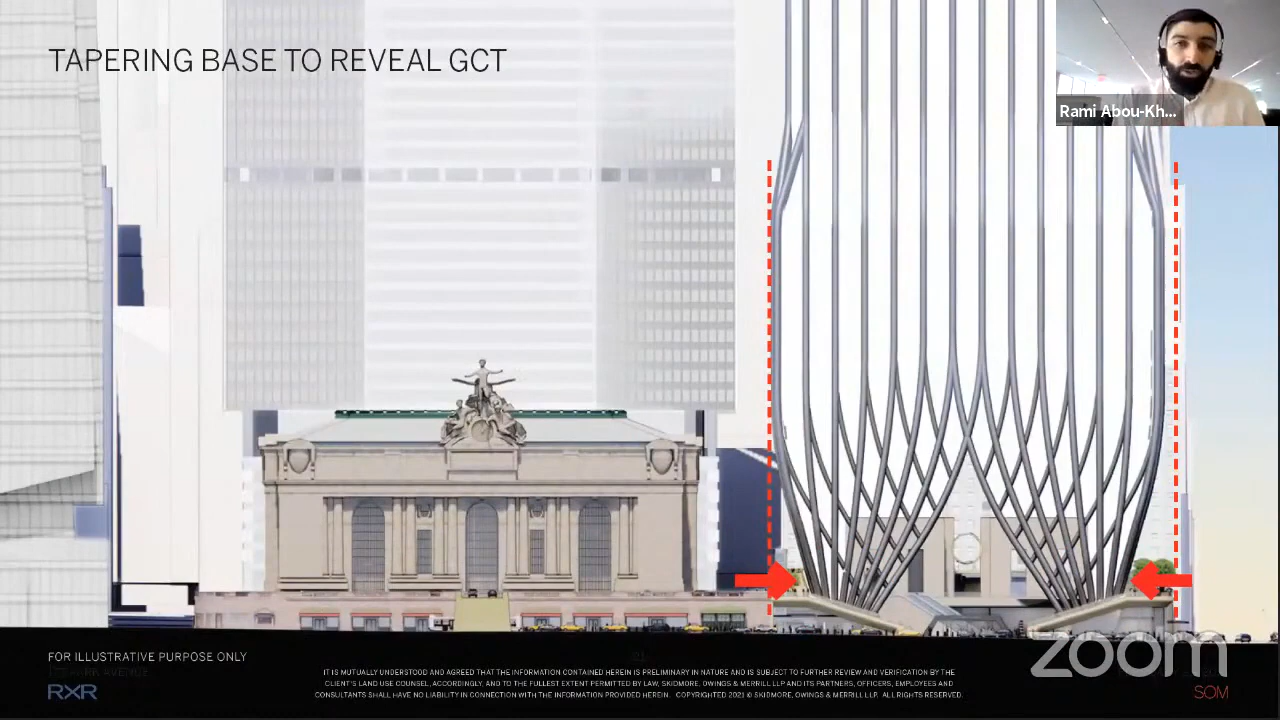 TAPERING BASE TO REVEAL GCT
Rami Abou-Kh...
FOR ILLUSTRATIVE PURPOSE ONLY
RXR
IT IS MUTUALLY UNDERSTOOD AND AGREED THAT THE INFORMATION CONTAINED HEREIN IS PRELIMINARY IN NATURE AND IS SUBJECT TO FURTHER REVIEW AND VERIFICATION BY THE
CLIENT'S LAND USE COUNSEL, ACCORDINGLY, AND TO THE FULLEST EXTENT PERMITTED BY LAW, SKIDMORE, OWINGS & MERRILL LLP AND ITS PARTNERS, OFFICERS, EMPLOYEES AND
CONSULTANTS SHALL HAVE NO LIABILITY IN CONNECTION WITH THE INFORMATION PROVIDED HEREIN. COPYRIGHTED 2021 © SKIDMORE, OWINGS & MERRILL LLP. ALL RIGHTS RESERVED.
zoom
SOM